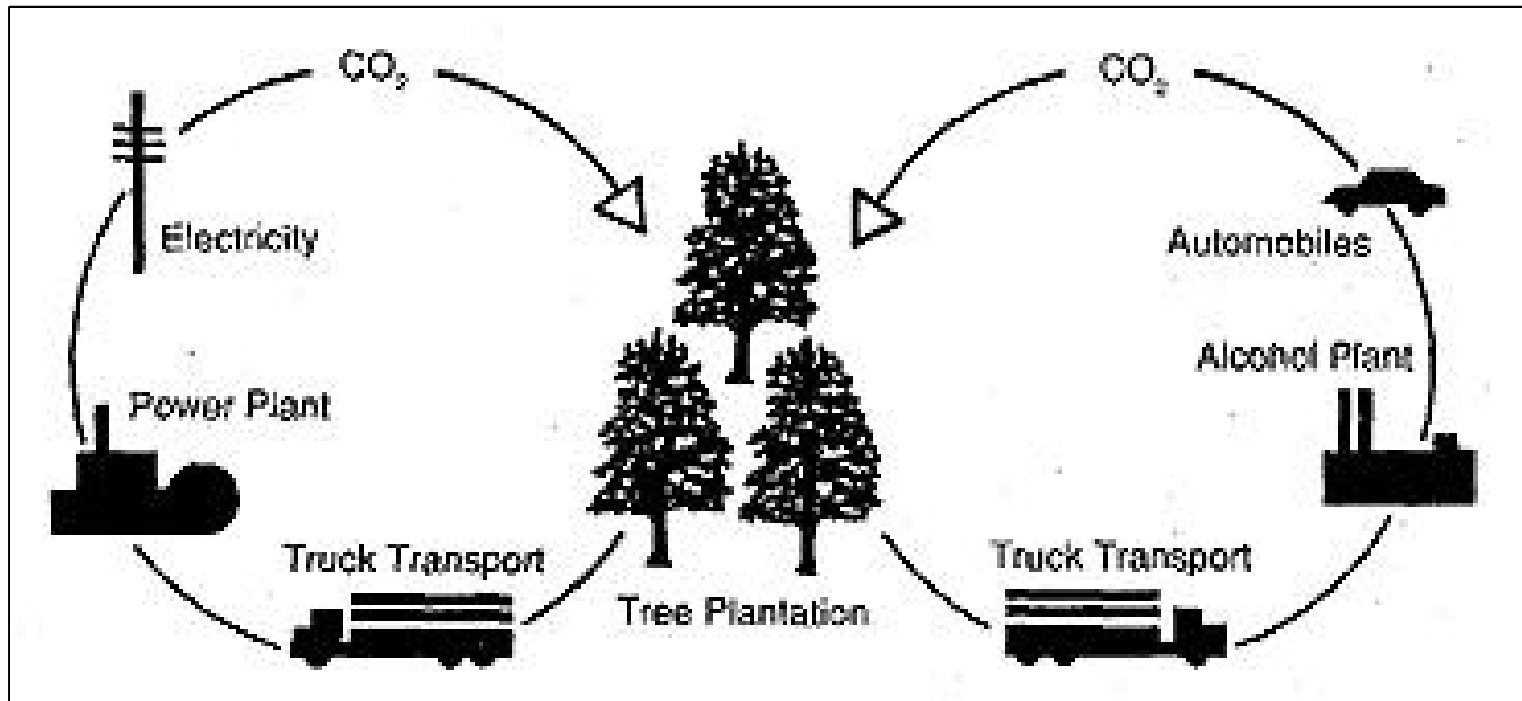 CO₂
CO₂
Electricity
Automobiles
Alcohol Plant
Power Plant
Truck Transport
Truck Transport
Tree Plantation